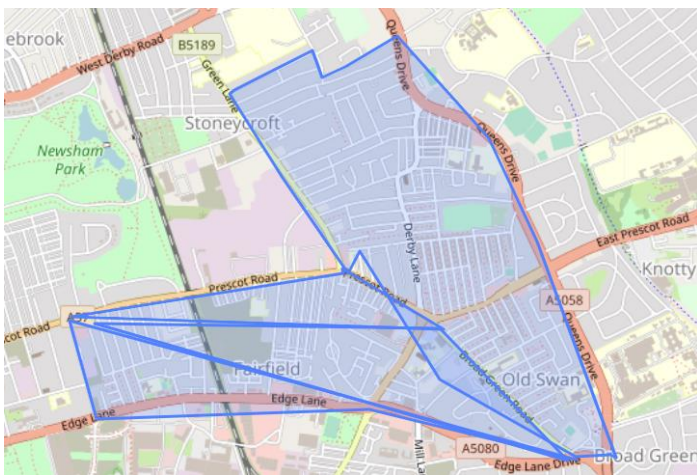 ebrook
West Derby Road
B5189
Queens Drive
Green Lane
Stoneycroft
Newsham
Park
Queens Drive
Derby Lane
East Prescot Road
Prescot Road
Prescot Road
Knotty
A57
cot Road
A5058
Queens Drive
Fairfield
Broad Green Road
Old Swan
Edge Lane
Edge Lane
Mill La
A5080
Edge Lane Drive
Broad Green